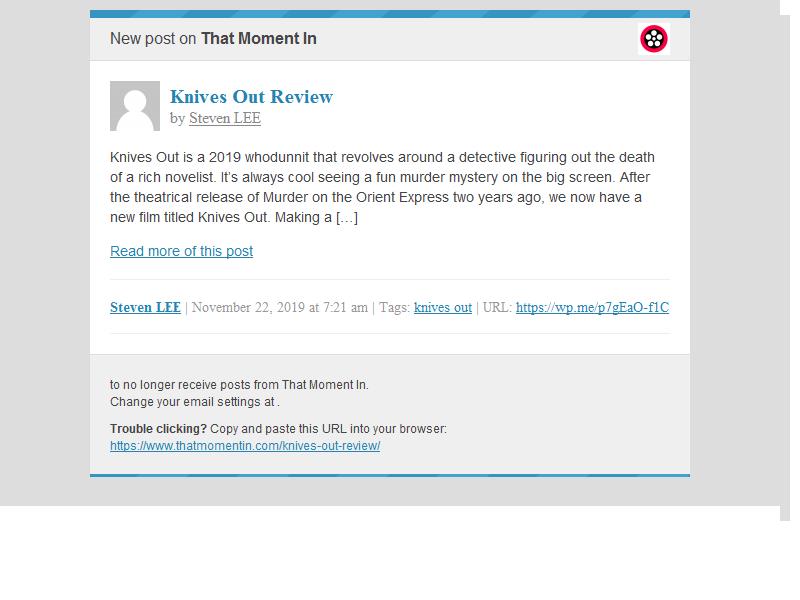 New post on That Moment In
Knives Out Review
by Steven LEE
Knives Out is a 2019 whodunnit that revolves around a detective figuring out the death
of a rich novelist. It’s always cool seeing a fun murder mystery on the big screen. After
the theatrical release of Murder on the Orient Express two years ago, we now have a
new film titled Knives Out. Making a […]
Read more of this post
Steven LEE | November 22, 2019 at 7:21 am | Tags: knives out | URL: https://wp.me/p7gEaO-f1C
to no longer receive posts from That Moment In.
Change your email settings at .
Trouble clicking? Copy and paste this URL into your browser:
https://www.thatmomentin.com/knives-out-review/